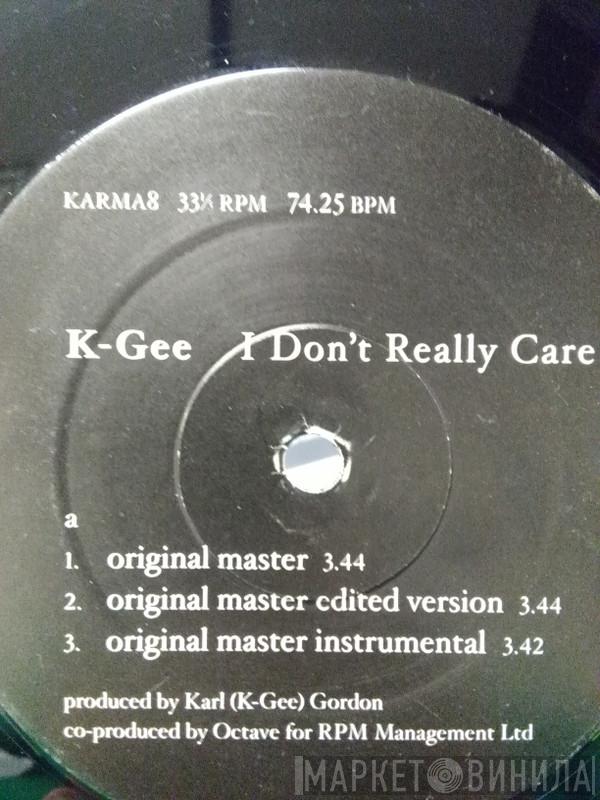 KARMA8 33⅓ RPM 74.25 BPM
K-Gee I Don't Really Care
a
1. original master 3.44
2. original master edited version 3.44
3. original master instrumental 3.42
produced by Karl (K-Gee) Gordon
co-produced by Octave for RPM Management Ltd
МАРКЕТ ВИНИЛА